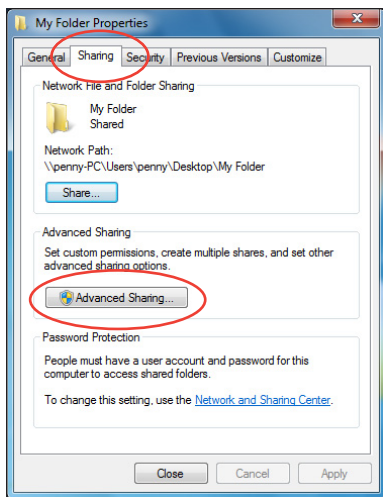 My Folder Properties
General Sharing Security Previous Versions Customize
Network File and Folder Sharing
My Folder
Shared
Network Path:
\\penny-PC\Users\penny\Desktop\My Folder
Share...
Advanced Sharing
Set custom permissions, create multiple shares, and set other
advanced sharing options.
Advanced Sharing...
Password Protection
People must have a user account and password for this
computer to access shared folders.
To change this setting, use the Network and Sharing Center.
Close Cancel Apply